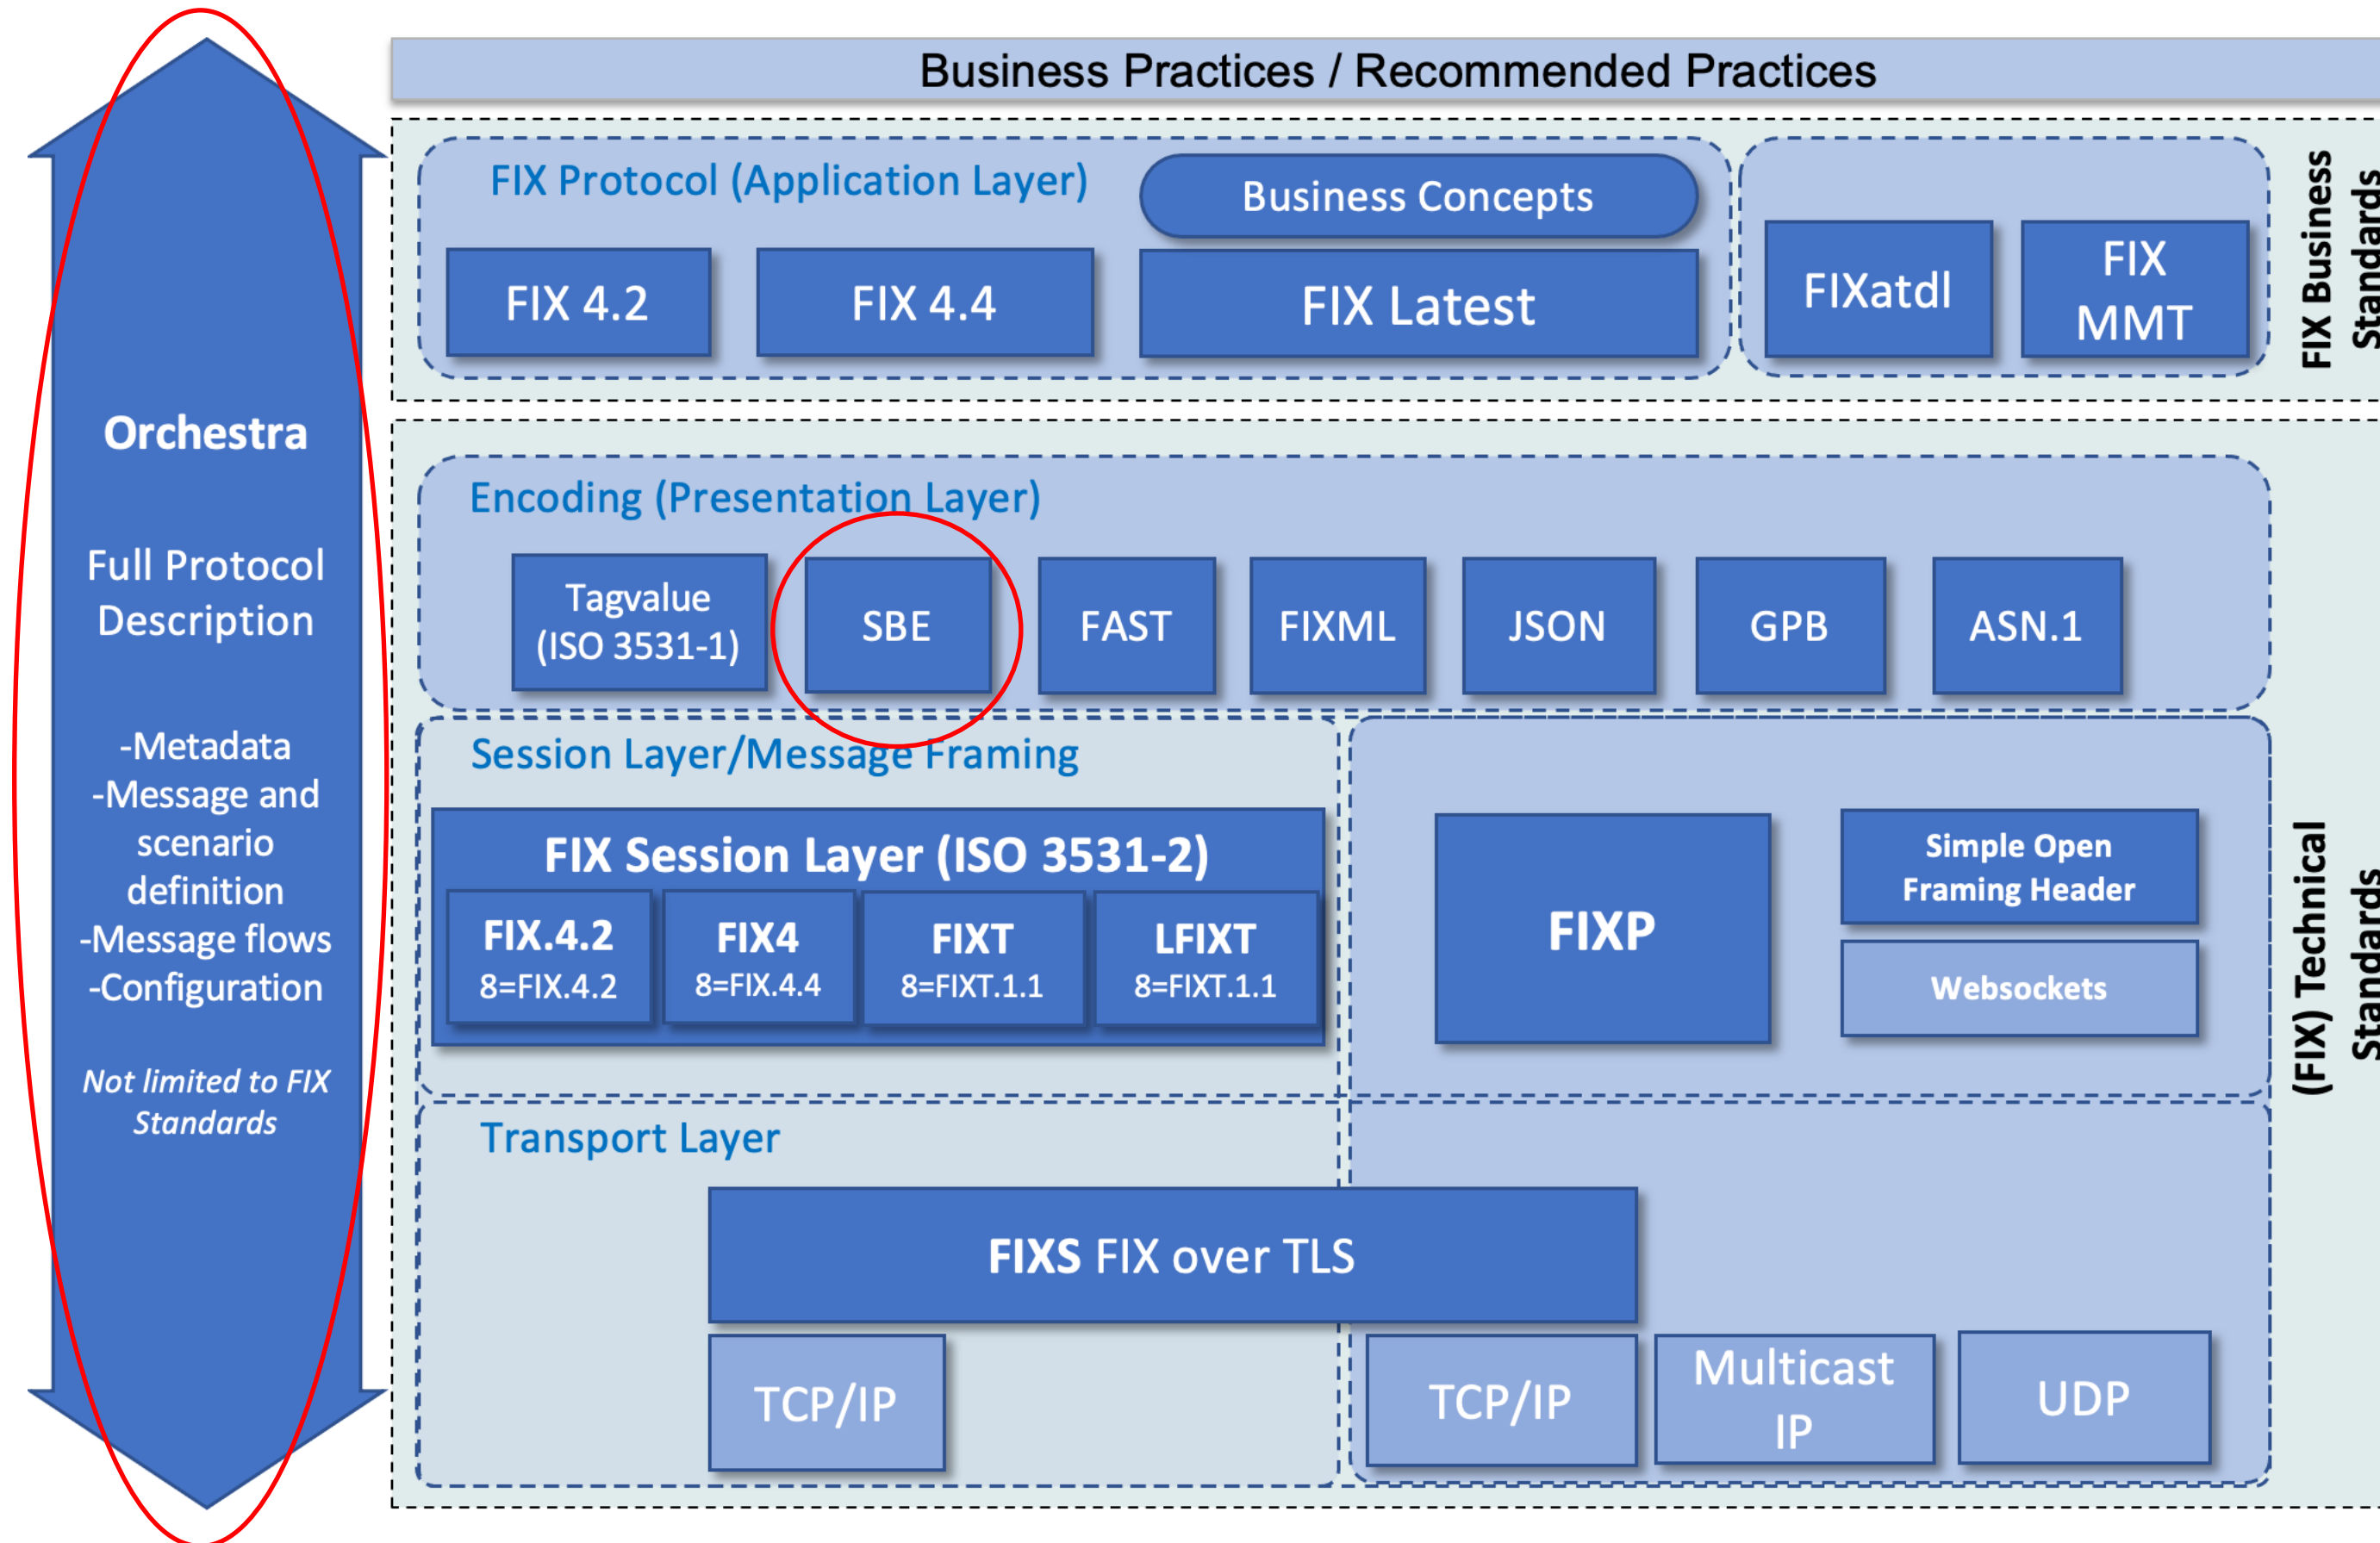 Business Practices / Recommended Practices
Orchestra
Full Protocol
Description
-Metadata
-Message and
scenario
definition
-Message flows
-Configuration
Not limited to FIX
Standards
FIX Protocol (Application Layer)
Business Concepts
FIX 4.2
FIX 4.4
FIX Latest
FIXatdl
FIX
MMT
FIX Business
Standards
Encoding (Presentation Layer)
Tagvalue
(ISO 3531-1)
SBE
FAST
FIXML
JSON
GPB
ASN.1
Session Layer/Message Framing
FIX Session Layer (ISO 3531-2)
FIX.4.2
8=FIX.4.2
FIX4
8=FIX.4.4
FIXT
8=FIXT.1.1
LFIXT
8=FIXT.1.1
FIXP
Simple Open
Framing Header
Websockets
(FIX) Technical
Standards
Transport Layer
FIXS FIX over TLS
TCP/IP
TCP/IP
Multicast
IP
UDP